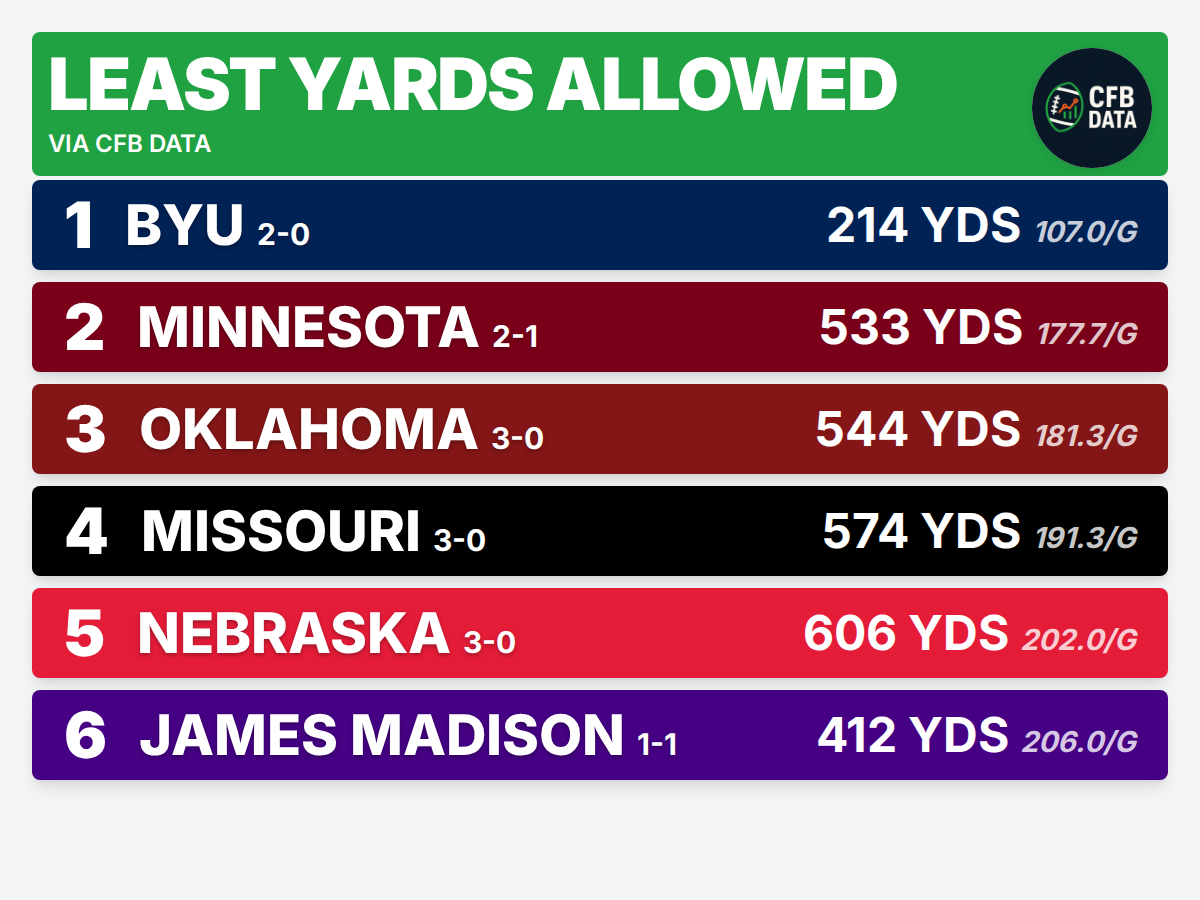 LEAST YARDS ALLOWED
VIA CFB DATA
CFB
DATA
1 BYU 2-0 214 YDS 107.0/G
2 MINNESOTA 2-1 533 YDS 177.7/G
3 OKLAHOMA 3-0 544 YDS 181.3/G
4 MISSOURI 3-0 574 YDS 191.3/G
5 NEBRASKA 3-0 606 YDS 202.0/G
6 JAMES MADISON 1-1 412 YDS 206.0/G